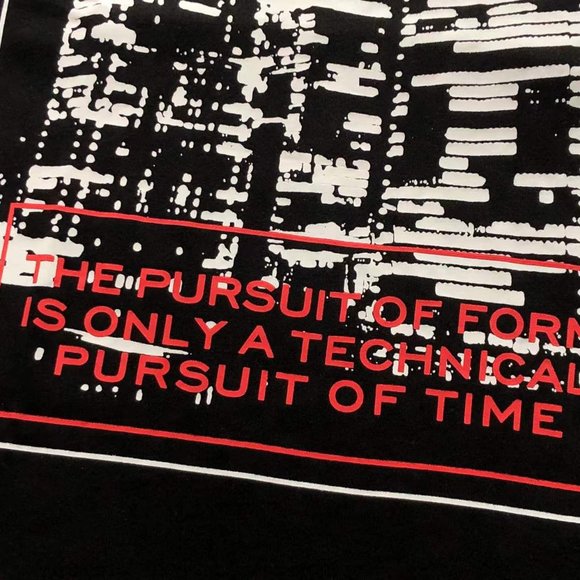 THE PURSUIT OF FORM
IS ONLY A TECHNICAL
PURSUIT OF TIME